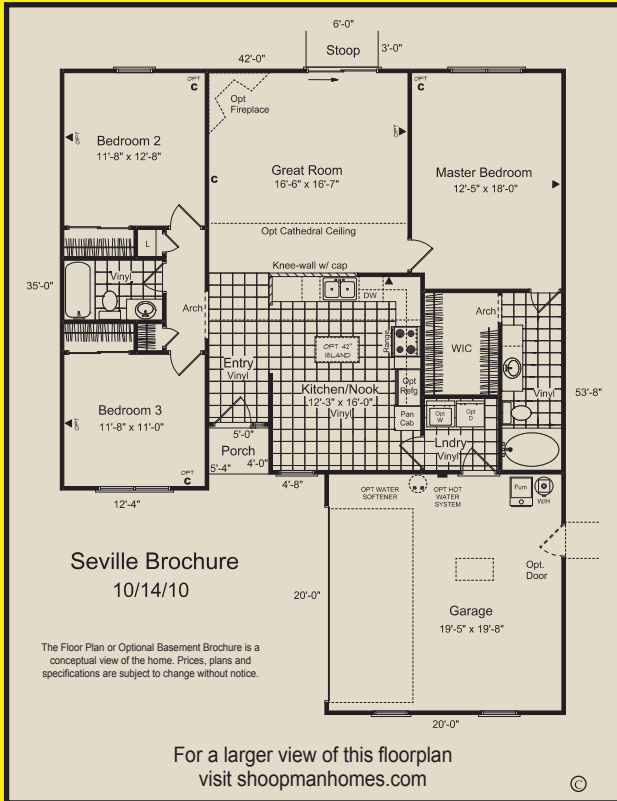 6'-0"
Stoop
3'-0"
42'-0"
OPT
C
Opt
Fireplace
OPT
C
OPT
Bedroom 2
11'-8" x 12'-8"
OPT
Great Room
16'-6" x 16'-7"
Master Bedroom
12'-5" x 18'-0"
C
Opt Cathedral Ceiling
L
Knee-wall w/ cap
Vinyl
35'-0"
DW
Arch
Arch
Range
OPT 42"
ISLAND
WIC
Entry
Vinyl
Opt
Refg
Kitchen/Nook
12'-3" x 16'-0"
Vinyl
Vinyl
53'-8"
Bedroom 3
11'-8" x 11'-0"
OPT
Pan
Cab
Opt
W
Opt
D
5'-0"
Porch
4'-0"
5'-4"
Lndry
Vinyl
OPT
C
4'-8"
12'-4"
OPT WATER
SOFTENER
OPT HOT
WATER
SYSTEM
Furn
W/H
Seville Brochure
10/14/10
Opt.
Door
20'-0"
Garage
19'-5" x 19'-8"
The Floor Plan or Optional Basement Brochure is a
conceptual view of the home. Prices, plans and
specifications are subject to change without notice.
20'-0"
For a larger view of this floorplan
visit shoopmanhomes.com
©